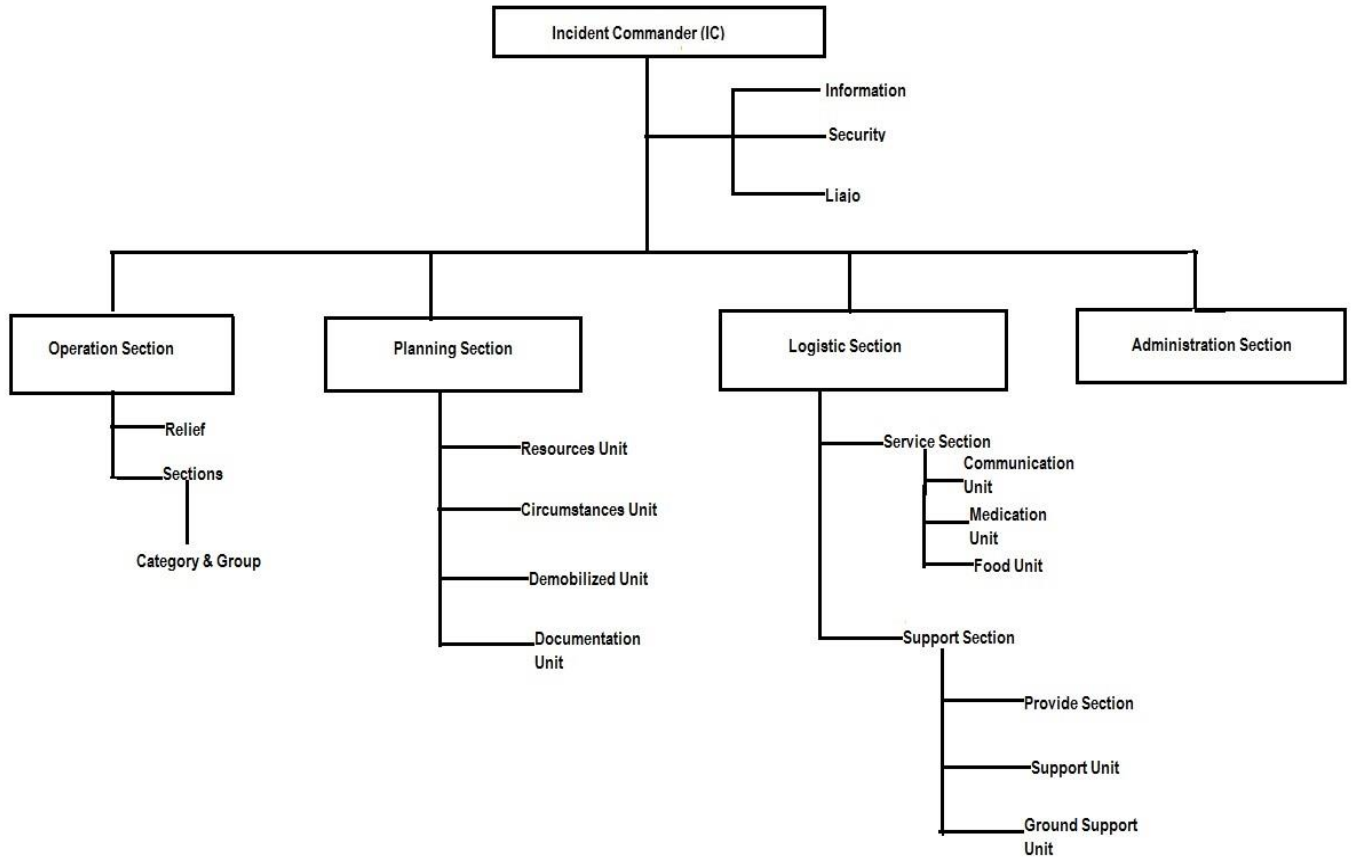 Incident Commander (IC)
Information
Security
Liajo
Operation Section
Planning Section
Logistic Section
Administration Section
Relief
Sections
Category & Group
Resources Unit
Circumstances Unit
Demobilized Unit
Documentation
Unit
Service Section
Communication
Unit
Medication
Unit
Food Unit
Support Section
Provide Section
Support Unit
Ground Support
Unit